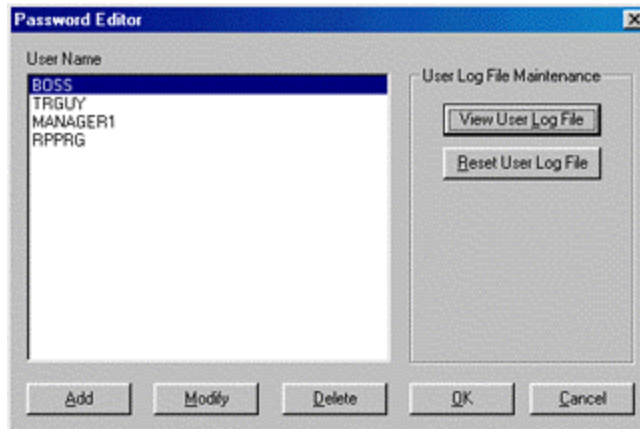 Password Editor
User Name
BOSS
TRGUY
MANAGER1
RPPRG
User Log File Maintenance
View User Log File
Reset User Log File
Add Modify Delete OK Cancel